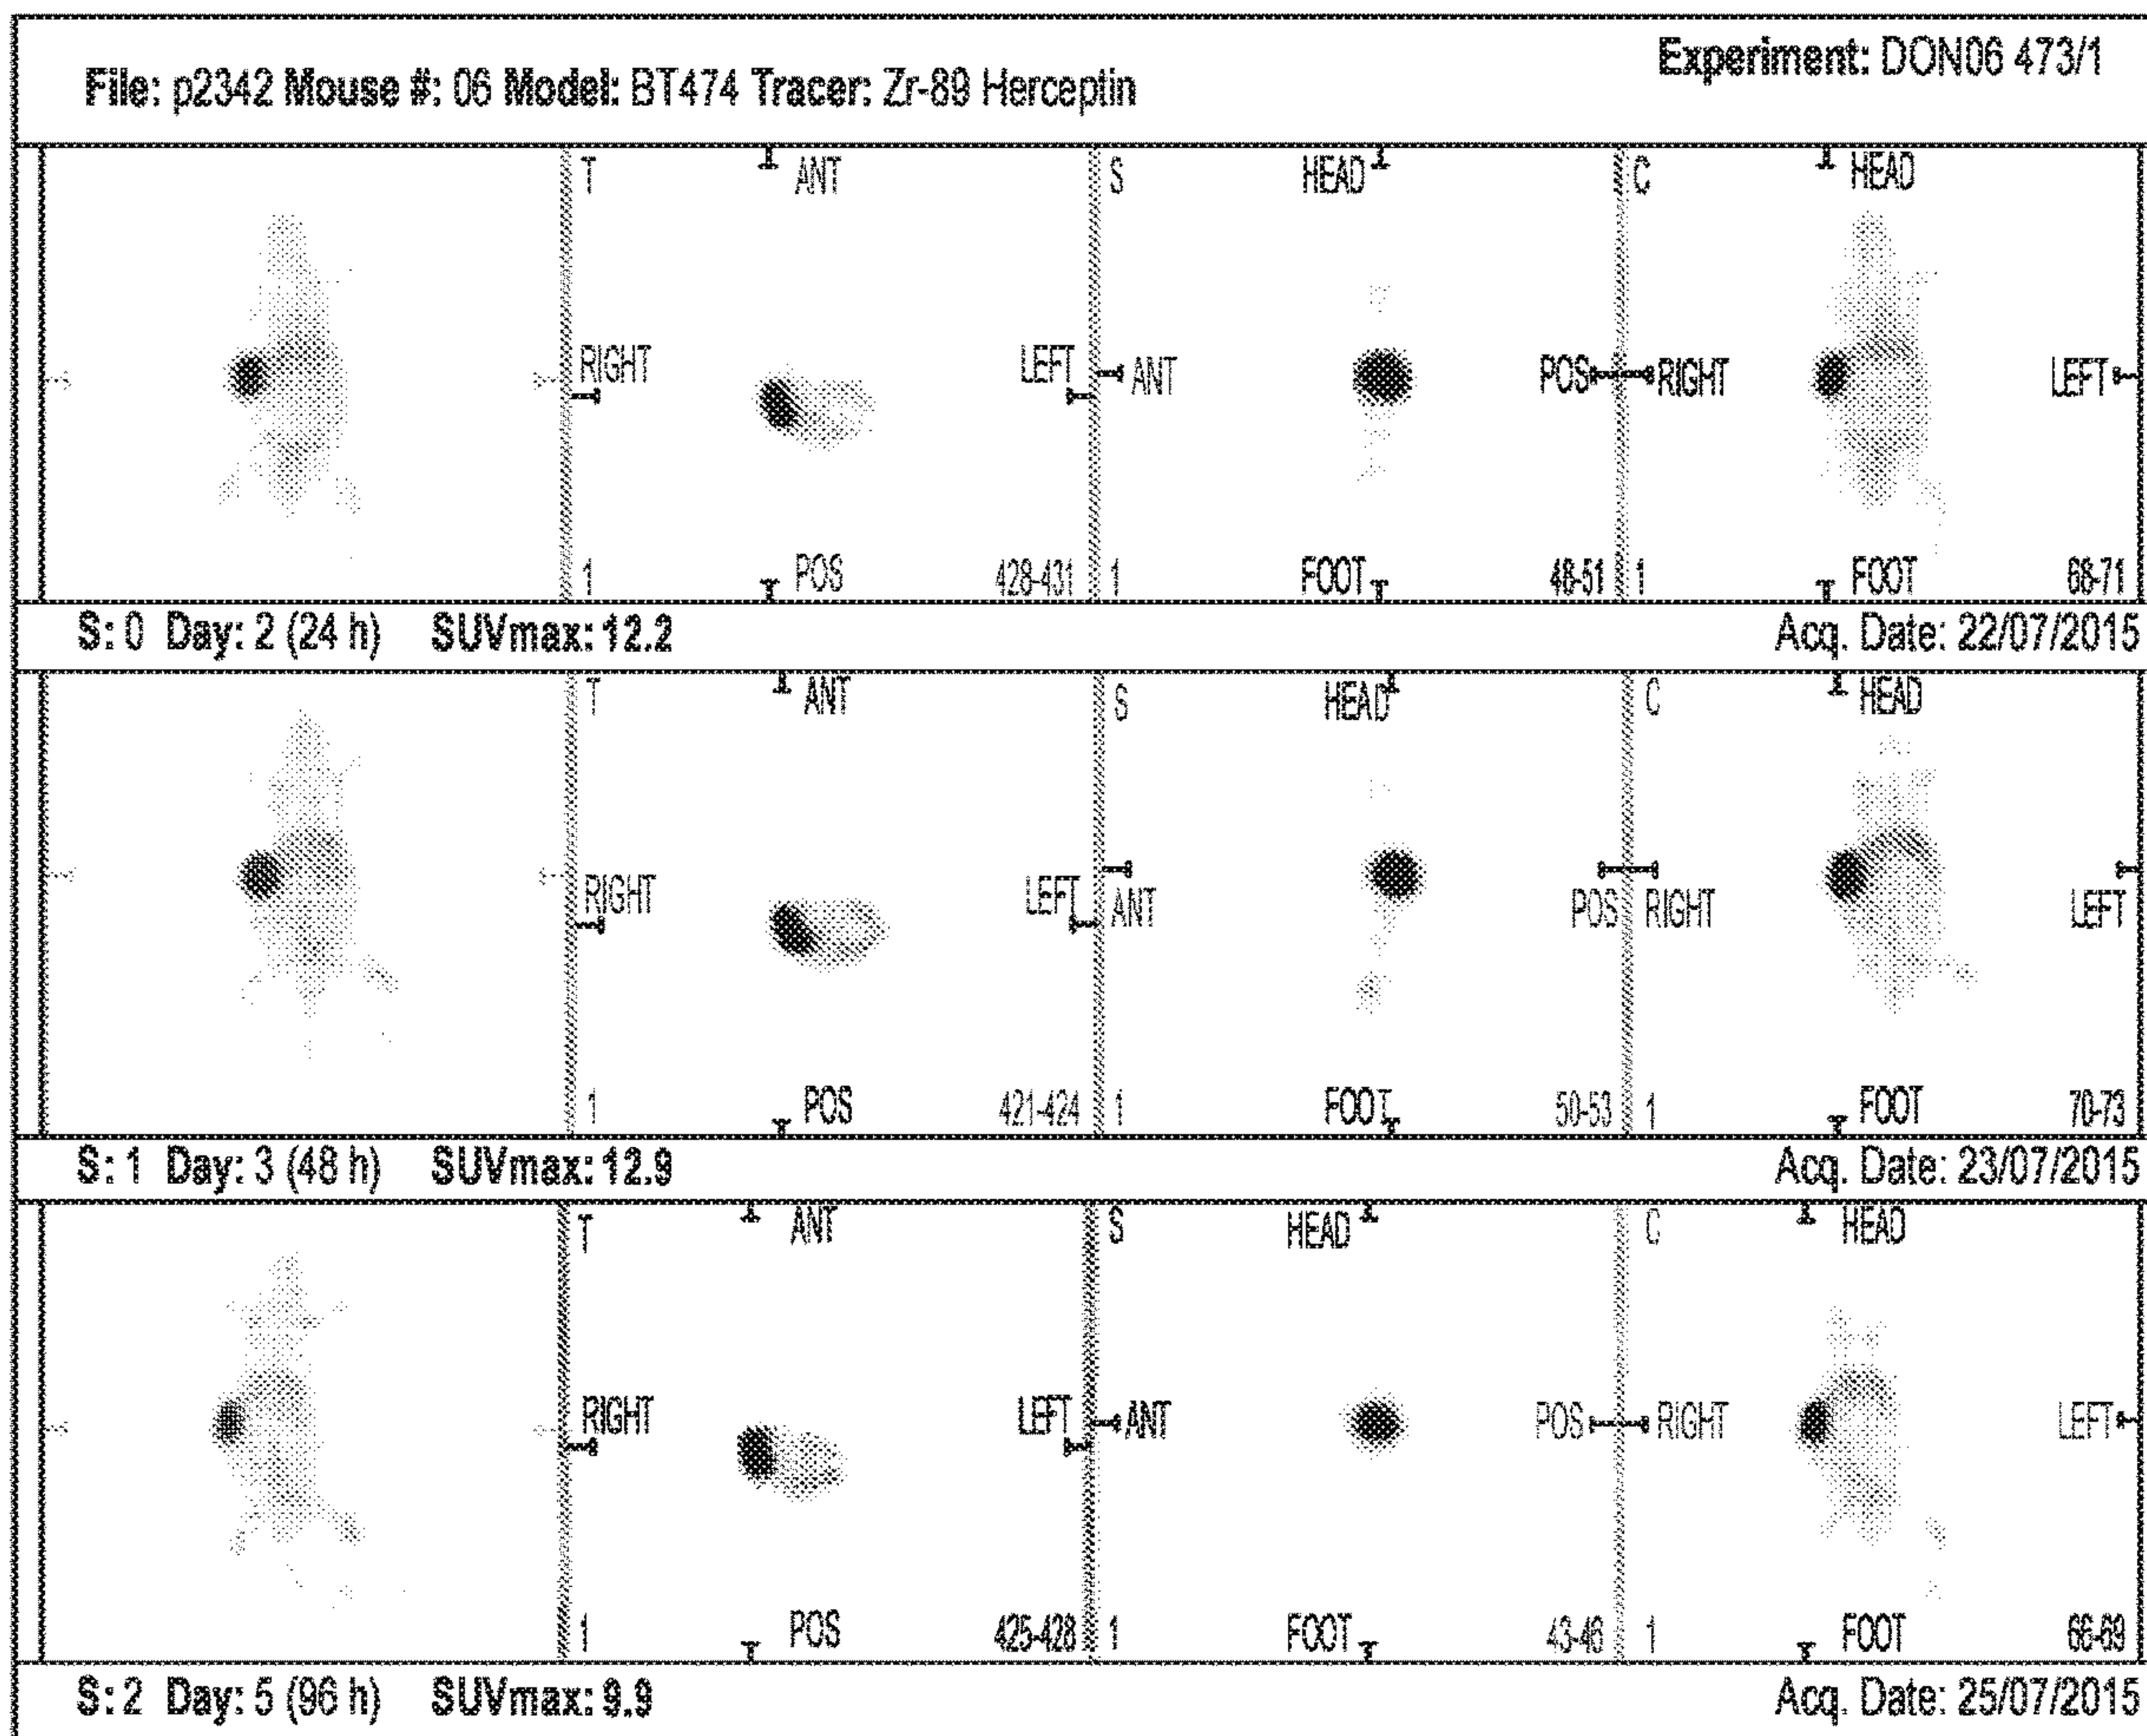 Experiment: DON06 473/1
File: p2342 Mouse #: 06 Model: BT474 Tracer: Zr-89 Herceptin
T ANT S HEAD C HEAD
RIGHT LEFT ANT POS RIGHT LEFT
1 POS 428-431 1 FOOT 48-51 1 FOOT 68-71
S: 0 Day: 2 (24 h) SUVmax: 12.2 Acq. Date: 22/07/2015
T ANT S HEAD C HEAD
RIGHT LEFT ANT POS RIGHT LEFT
1 POS 421-424 1 FOOT 50-53 1 FOOT 70-73
S: 1 Day: 3 (48 h) SUVmax: 12.9 Acq. Date: 23/07/2015
T ANT S HEAD C HEAD
RIGHT LEFT ANT POS RIGHT LEFT
1 POS 425-428 1 FOOT 43-46 1 FOOT 66-69
S: 2 Day: 5 (96 h) SUVmax: 9.9 Acq. Date: 25/07/2015